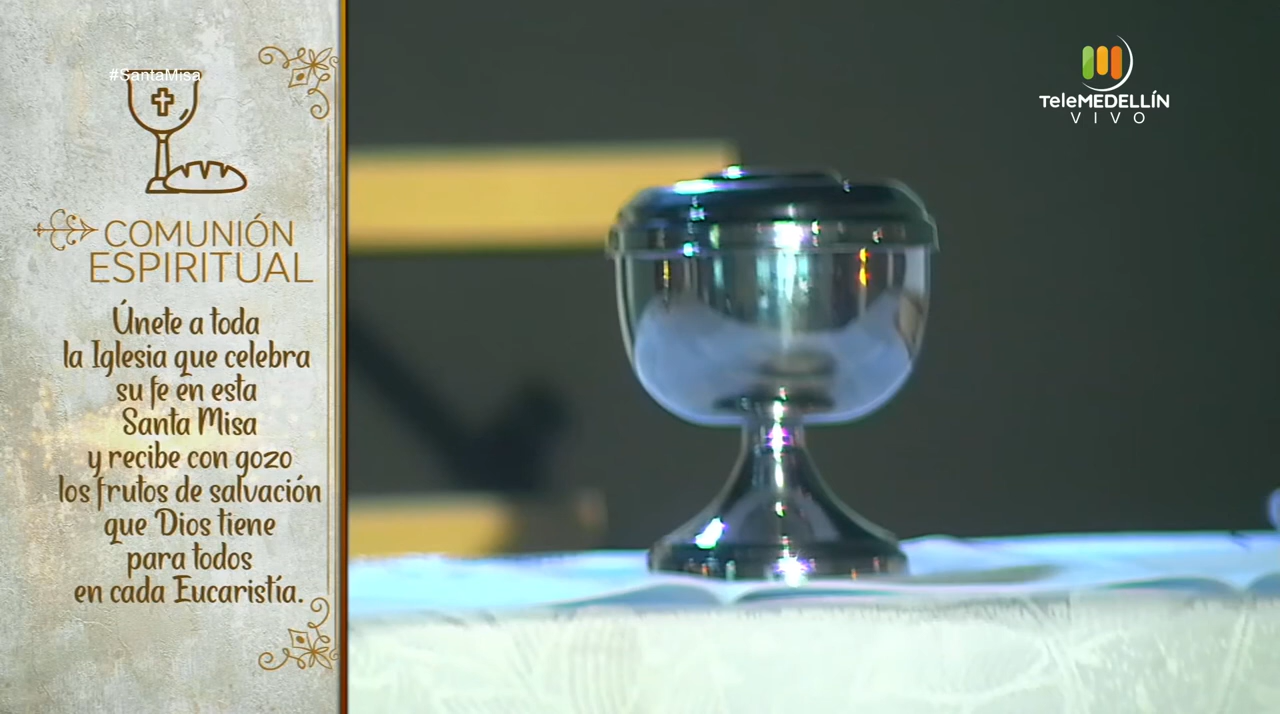 #SantaMisa
COMUNIÓN
ESPIRITUAL
Únete a toda
la Iglesia que celebra
su fe en esta
Santa Misa
y recibe con gozo
los frutos de salvación
que Dios tiene
para todos
en cada Eucaristía.
TeleMEDELLÍN
VIVO